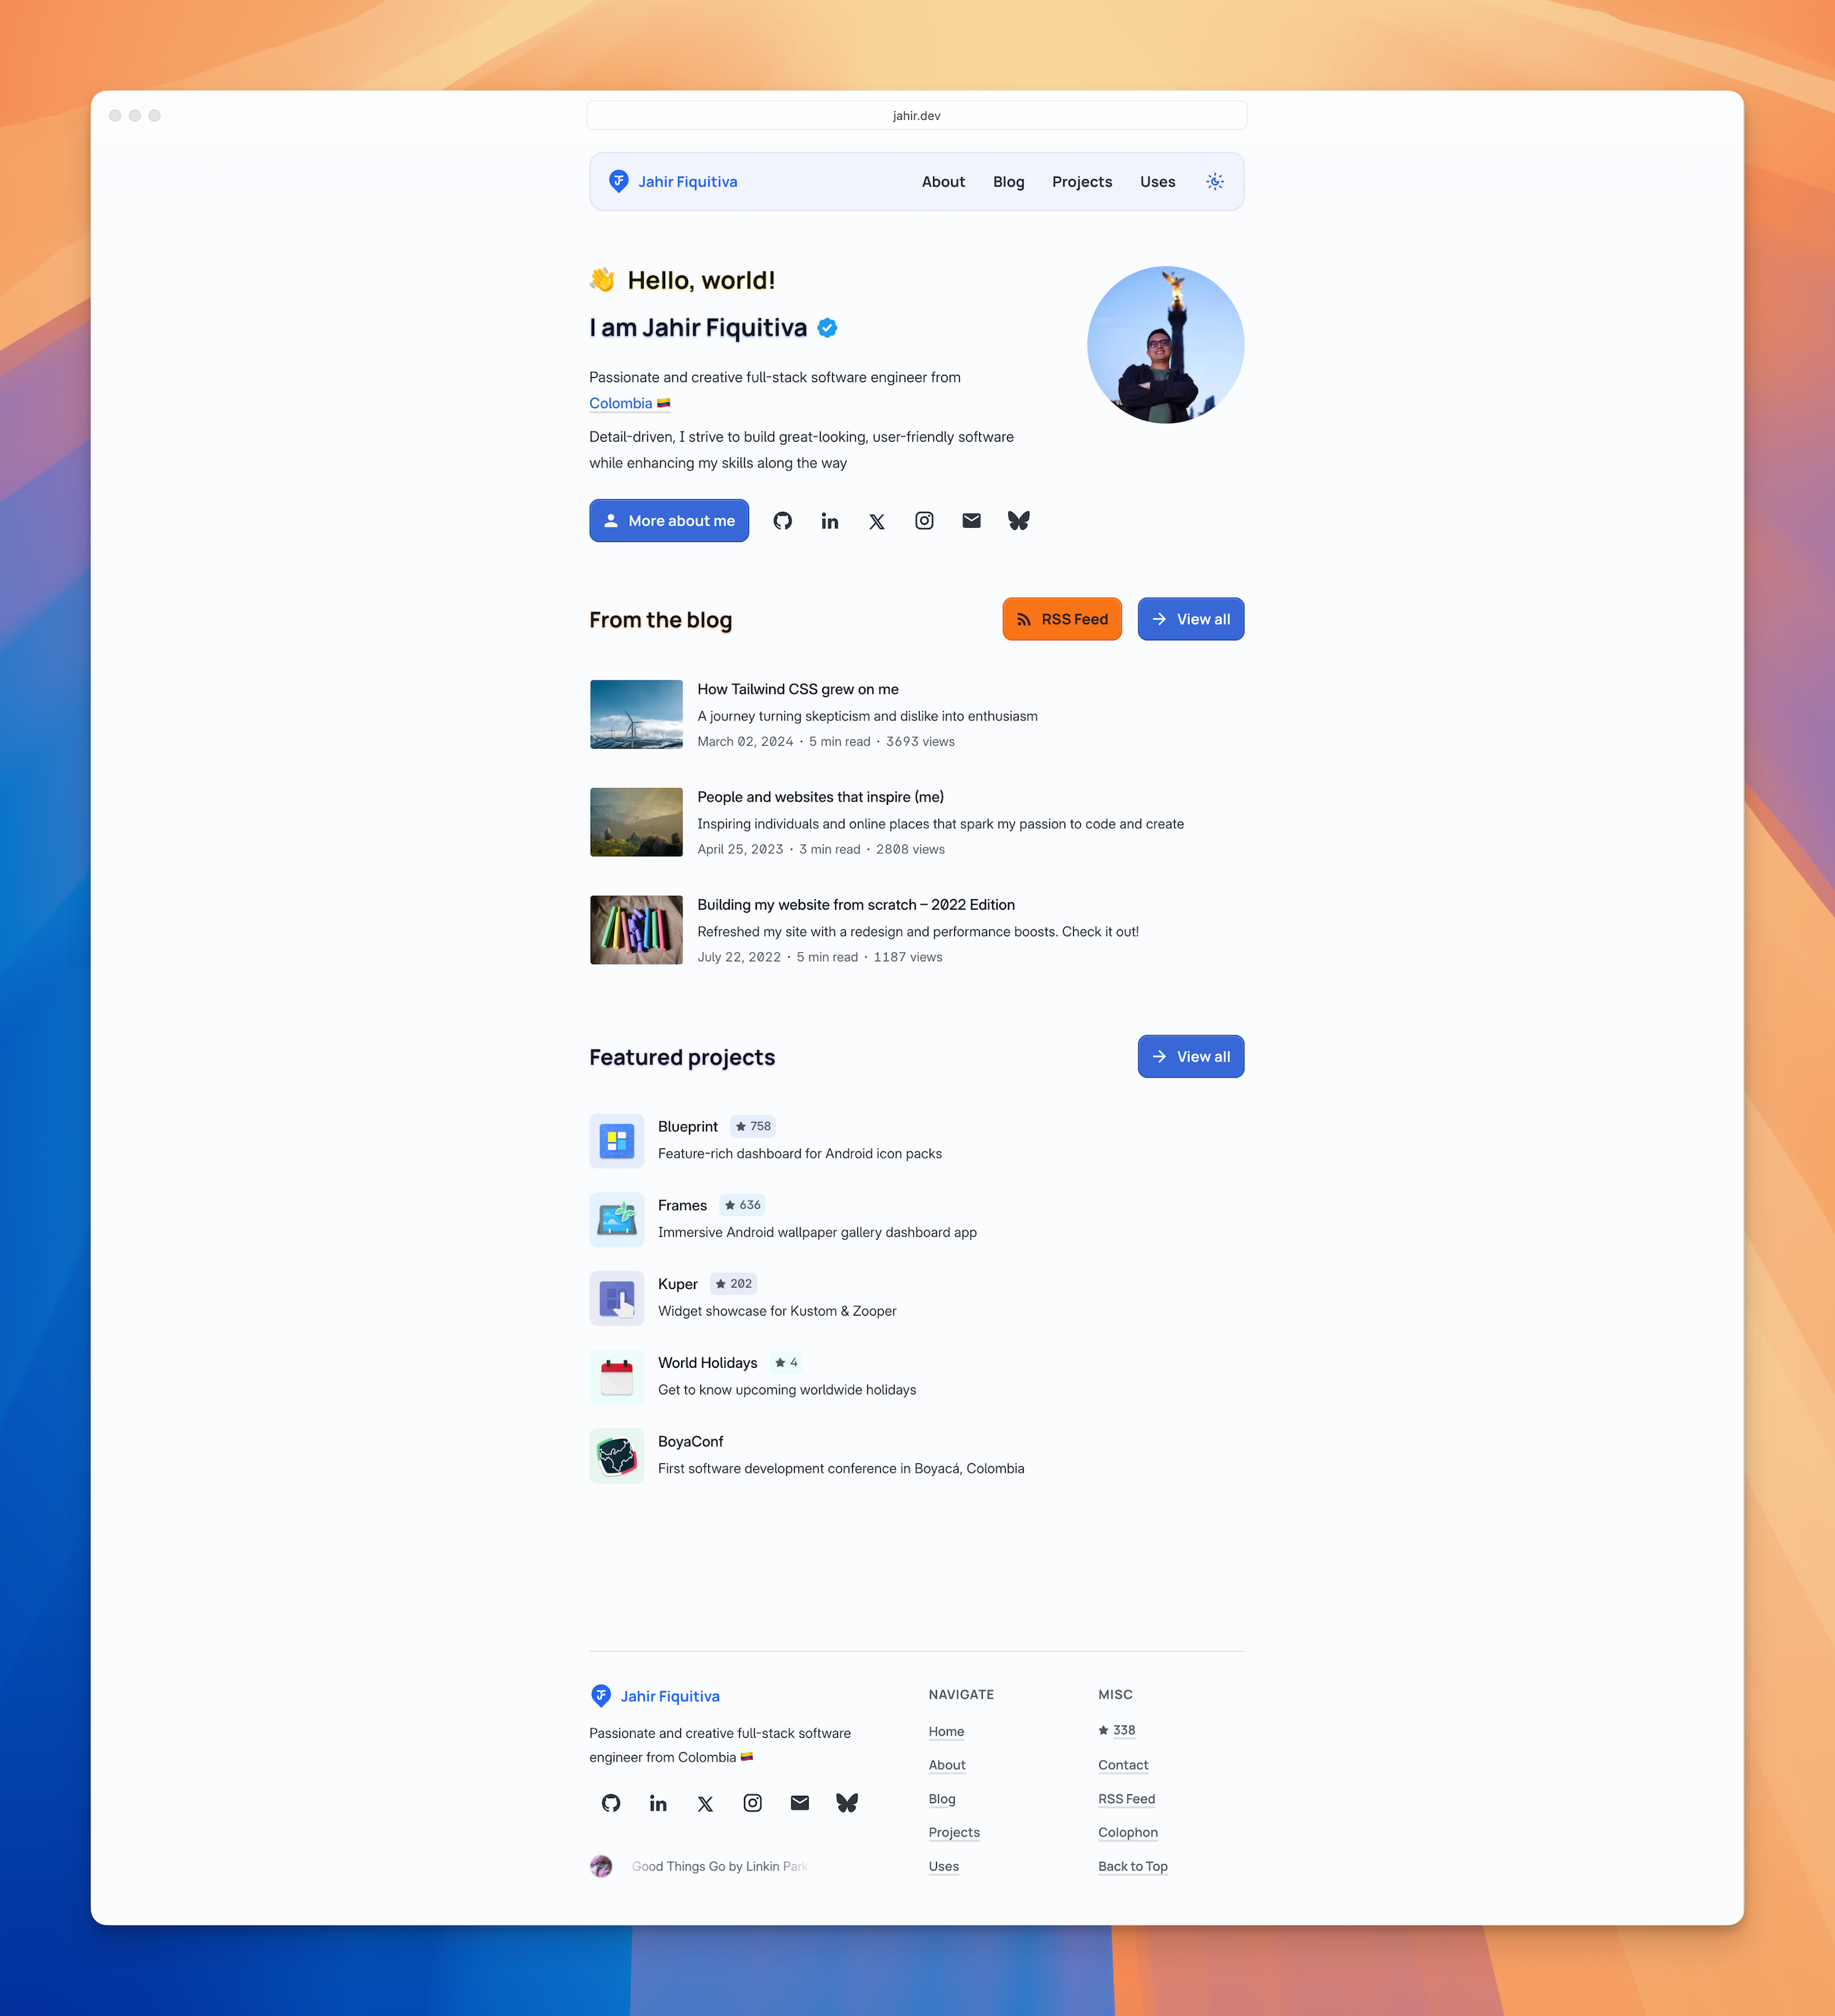 jahir.dev
Jahir Fiquitiva
About Blog Projects Uses
👋 Hello, world!
I am Jahir Fiquitiva
Passionate and creative full-stack software engineer from
Colombia 🇨🇴
Detail-driven, I strive to build great-looking, user-friendly software
while enhancing my skills along the way
More about me
From the blog
RSS Feed
View all
How Tailwind CSS grew on me
A journey turning skepticism and dislike into enthusiasm
March 02, 2024 · 5 min read · 3693 views
People and websites that inspire (me)
Inspiring individuals and online places that spark my passion to code and create
April 25, 2023 · 3 min read · 2808 views
Building my website from scratch – 2022 Edition
Refreshed my site with a redesign and performance boosts. Check it out!
July 22, 2022 · 5 min read · 1187 views
Featured projects
View all
Blueprint ★ 758
Feature-rich dashboard for Android icon packs
Frames ★ 636
Immersive Android wallpaper gallery dashboard app
Kuper ★ 202
Widget showcase for Kustom & Zooper
World Holidays ★ 4
Get to know upcoming worldwide holidays
BoyaConf
First software development conference in Boyacá, Colombia
Jahir Fiquitiva
Passionate and creative full-stack software
engineer from Colombia 🇨🇴
Good Things Go by Linkin Park
NAVIGATE
Home
About
Blog
Projects
Uses
MISC
★ 338
Contact
RSS Feed
Colophon
Back to Top